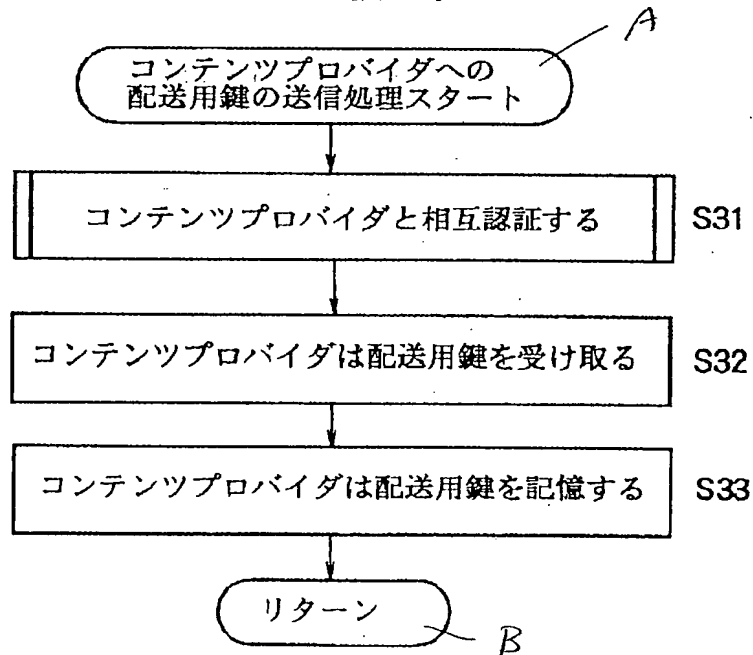 A
コンテンツプロバイダへの
配送用鍵の送信処理スタート
コンテンツプロバイダと相互認証する
S31
コンテンツプロバイダは配送用鍵を受け取る
S32
コンテンツプロバイダは配送用鍵を記憶する
S33
リターン
B